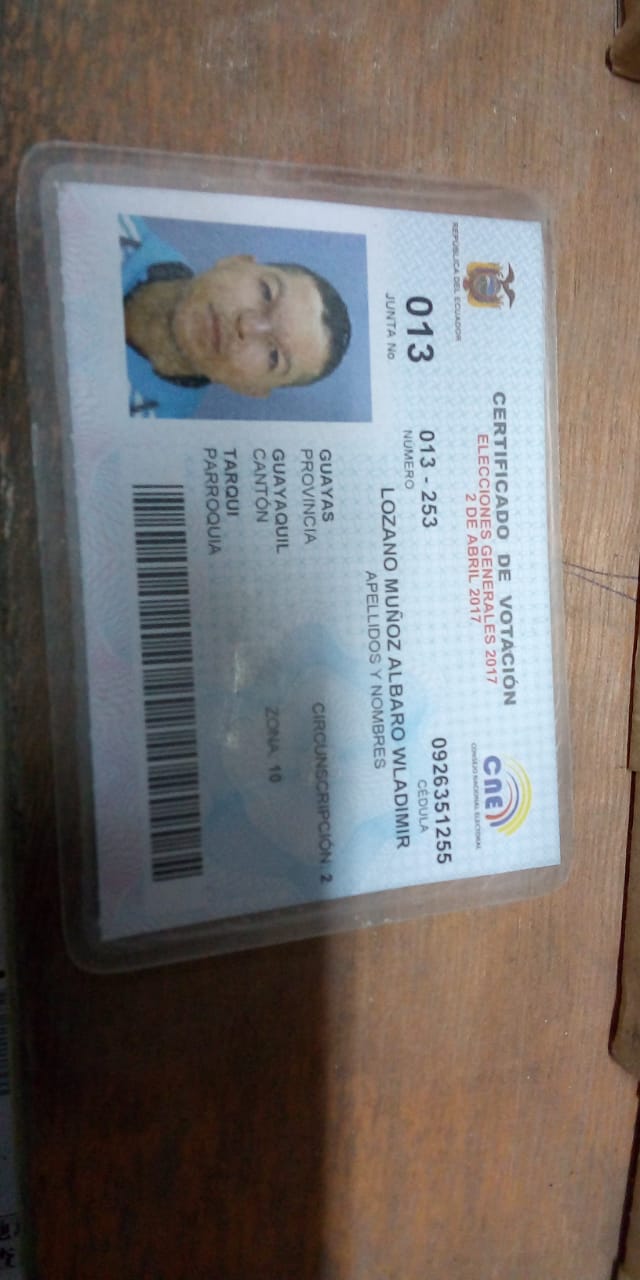 REPÚBLICA DEL ECUADOR
CERTIFICADO DE VOTACIÓN
ELECCIONES GENERALES 2017
2 DE ABRIL 2017
CNE
CONSEJO NACIONAL ELECTORAL
013
JUNTA No
013 - 253
NÚMERO
0926351255
CÉDULA
LOZANO MUÑOZ ALBARO WLADIMIR
APELLIDOS Y NOMBRES
GUAYAS
PROVINCIA
CIRCUNSCRIPCIÓN 2
GUAYAQUIL
CANTÓN
ZONA: 10
TARQUI
PARROQUIA